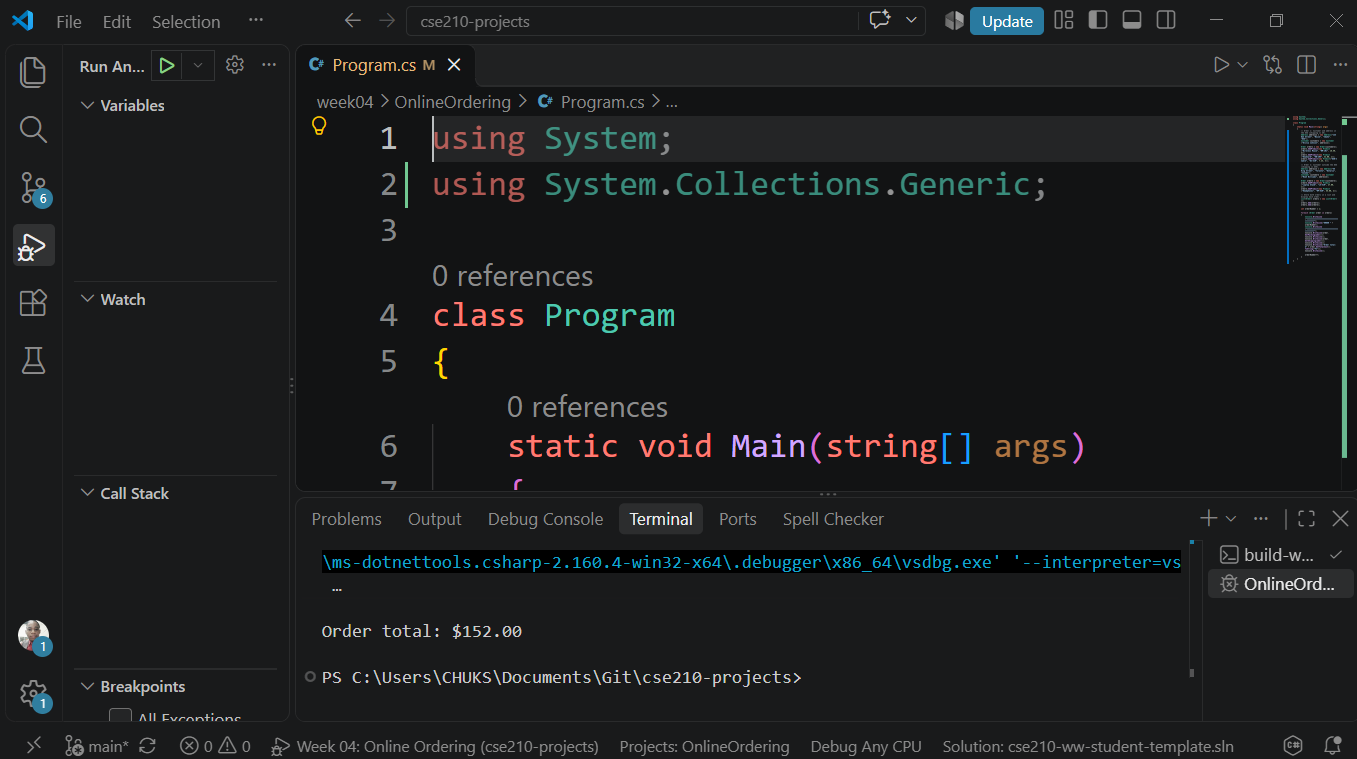 File Edit Selection ···
cse210-projects
Update
Run An...
Variables
Watch
Call Stack
Breakpoints
All Exceptions
6
1
1
Program.cs M
week04 > OnlineOrdering > Program.cs > ...
1 using System;
2 using System.Collections.Generic;
3
0 references
4 class Program
5 {
0 references
6 static void Main(string[] args)
7 {
Problems Output Debug Console Terminal Ports Spell Checker
\ms-dotnettools.csharp-2.160.4-win32-x64\.debugger\x86_64\vsdbg.exe' '--interpreter=vs
…
Order total: $152.00
PS C:\Users\CHUKS\Documents\Git\cse210-projects>
build-w...
OnlineOrd...
main* 0 0 Week 04: Online Ordering (cse210-projects) Projects: OnlineOrdering Debug Any CPU Solution: cse210-ww-student-template.sln